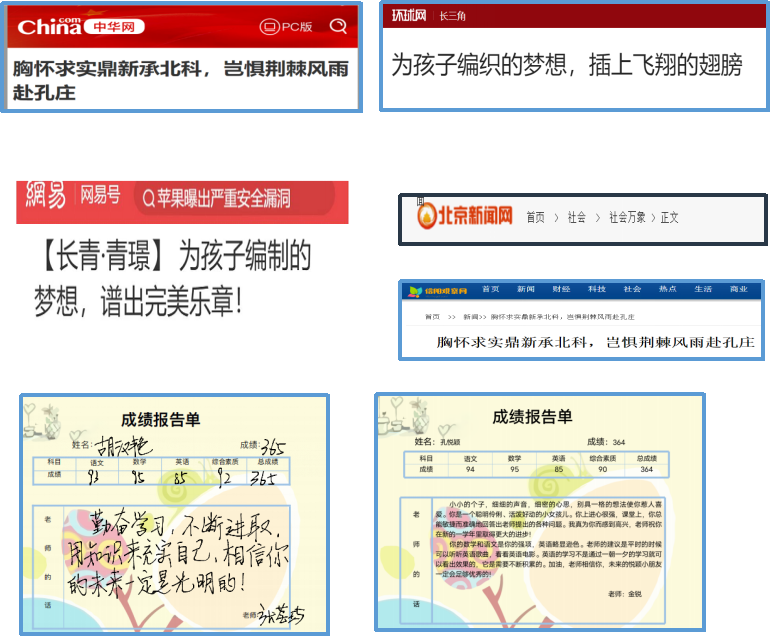 China.com 中华网 PC版
胸怀求实鼎新承北科，岂惧荆棘风雨
赴孔庄
环球网 长三角
为孩子编织的梦想，插上飞翔的翅膀
網易 网易号 苹果曝出严重安全漏洞
【长青·青璟】为孩子编制的
梦想，谱出完美乐章！
北京新闻网 首页 > 社会 > 社会万象 > 正文
首页 新闻 财经 科技 社会 热点 生活 商业
首页 >> 新闻>> 胸怀求实鼎新承北科，岂惧荆棘风雨赴孔庄
胸怀求实鼎新承北科，岂惧荆棘风雨赴孔庄
成绩报告单
姓名：胡汉艳 成绩：365
科目 语文 数学 英语 综合素质 总成绩
成绩 93 95 85 92 365
老师的话
勤奋学习，不断进取，
用知识来充实自己，相信你
的未来一定是光明的！
老师：
成绩报告单
姓名：孔悦颖 成绩：364
科目 语文 数学 英语 综合素质 总成绩
成绩 94 95 85 90 364
老师的话
小小的个子，细细的声音，细密的心思，别具一格的想法使你惹人喜
爱。你是一个聪明伶俐，活泼好动的小女孩儿。你上进心很强，课堂上，你总
能敏捷而准确地回答出老师提出的各种问题。我真为你而感到高兴，老师祝你
在新的一学年里取得更大的进步！
你的数学和语文是你的强项，英语略显逊色。老师的建议是平时的时候
可以听听英语歌曲，看看英语电影。英语的学习不是通过一朝一夕的学习就可
以看出效果的，它是需要不断积累的。加油，老师相信你，未来的悦颖小朋友
一定会足够优秀的！
老师：金锐